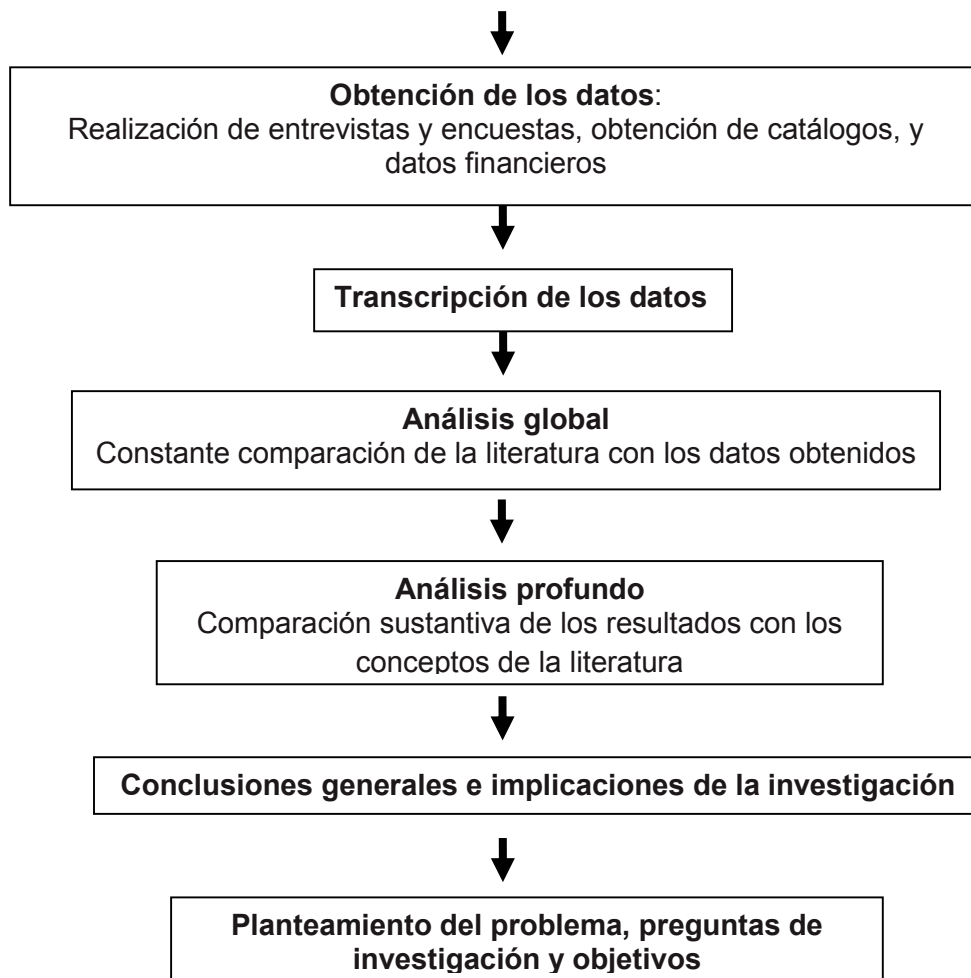 Obtención de los datos:
Realización de entrevistas y encuestas, obtención de catálogos, y
datos financieros
Transcripción de los datos
Análisis global
Constante comparación de la literatura con los datos obtenidos
Análisis profundo
Comparación sustantiva de los resultados con los
conceptos de la literatura
Conclusiones generales e implicaciones de la investigación
Planteamiento del problema, preguntas de
investigación y objetivos